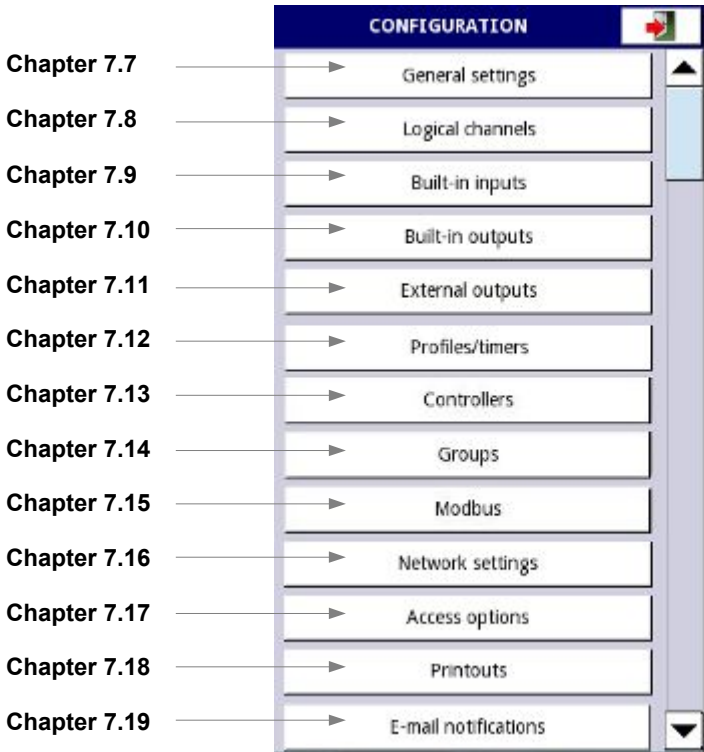 CONFIGURATION
Chapter 7.7 General settings
Chapter 7.8 Logical channels
Chapter 7.9 Built-in inputs
Chapter 7.10 Built-in outputs
Chapter 7.11 External outputs
Chapter 7.12 Profiles/timers
Chapter 7.13 Controllers
Chapter 7.14 Groups
Chapter 7.15 Modbus
Chapter 7.16 Network settings
Chapter 7.17 Access options
Chapter 7.18 Printouts
Chapter 7.19 E-mail notifications